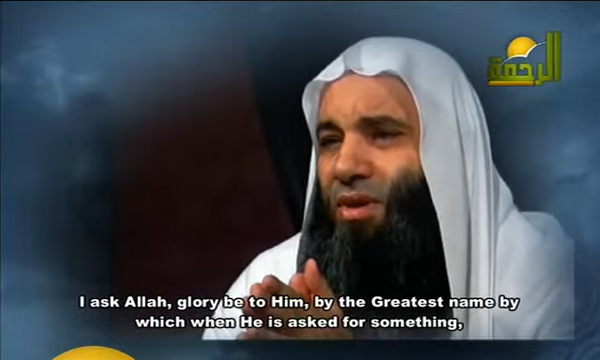 الرحمة
I ask Allah, glory be to Him, by the Greatest name by
which when He is asked for something,